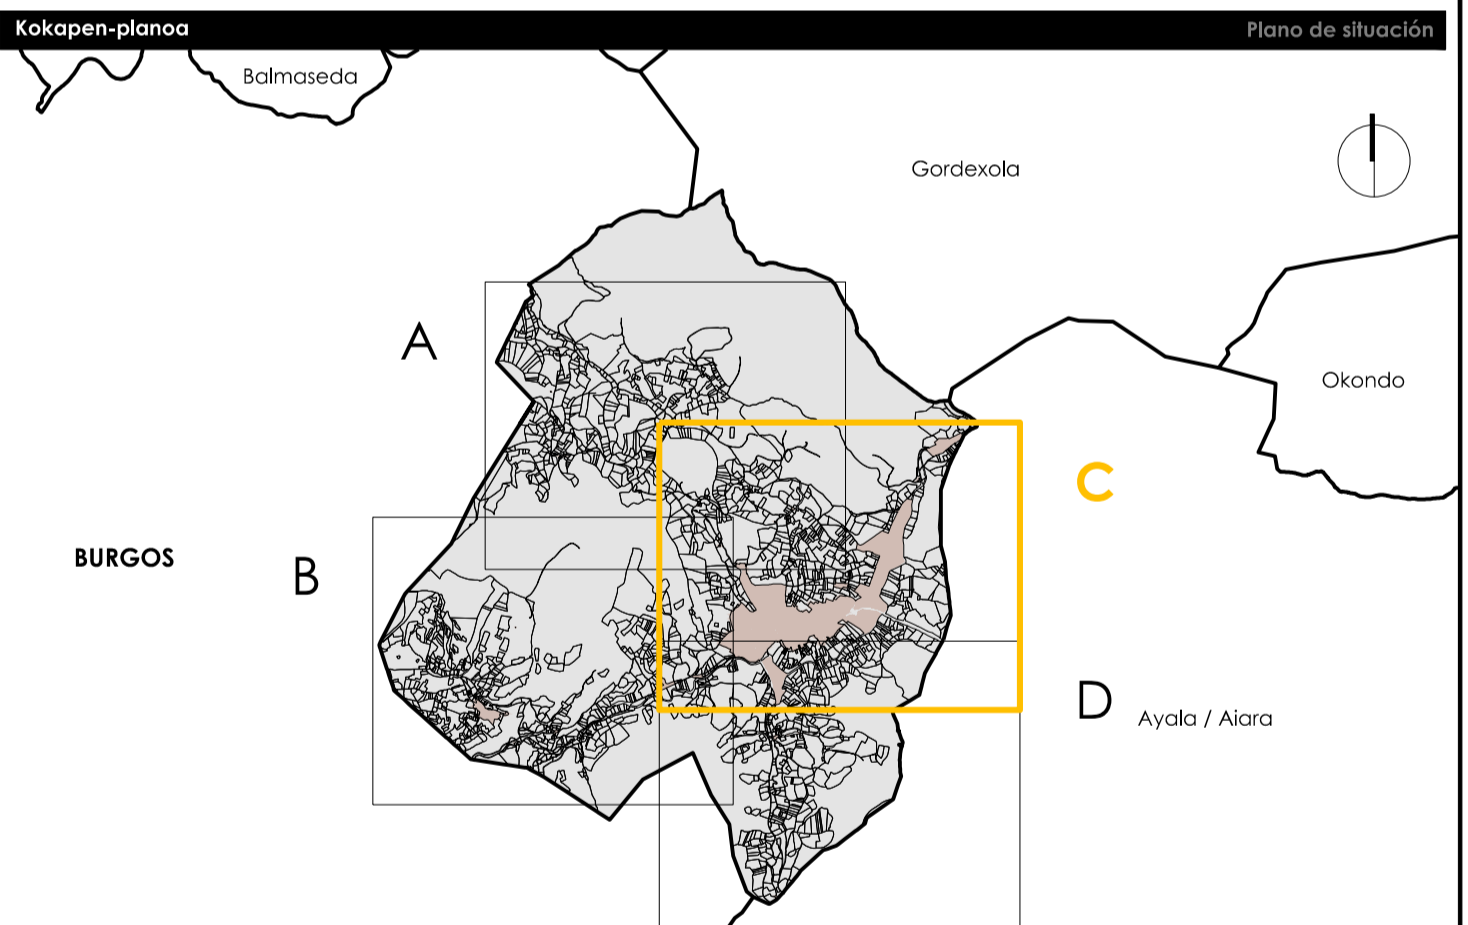 Kokapen-planoa
Plano de situación
Balmaseda
Gordexola
A
Okondo
C
BURGOS
B
D
Ayala / Aiara